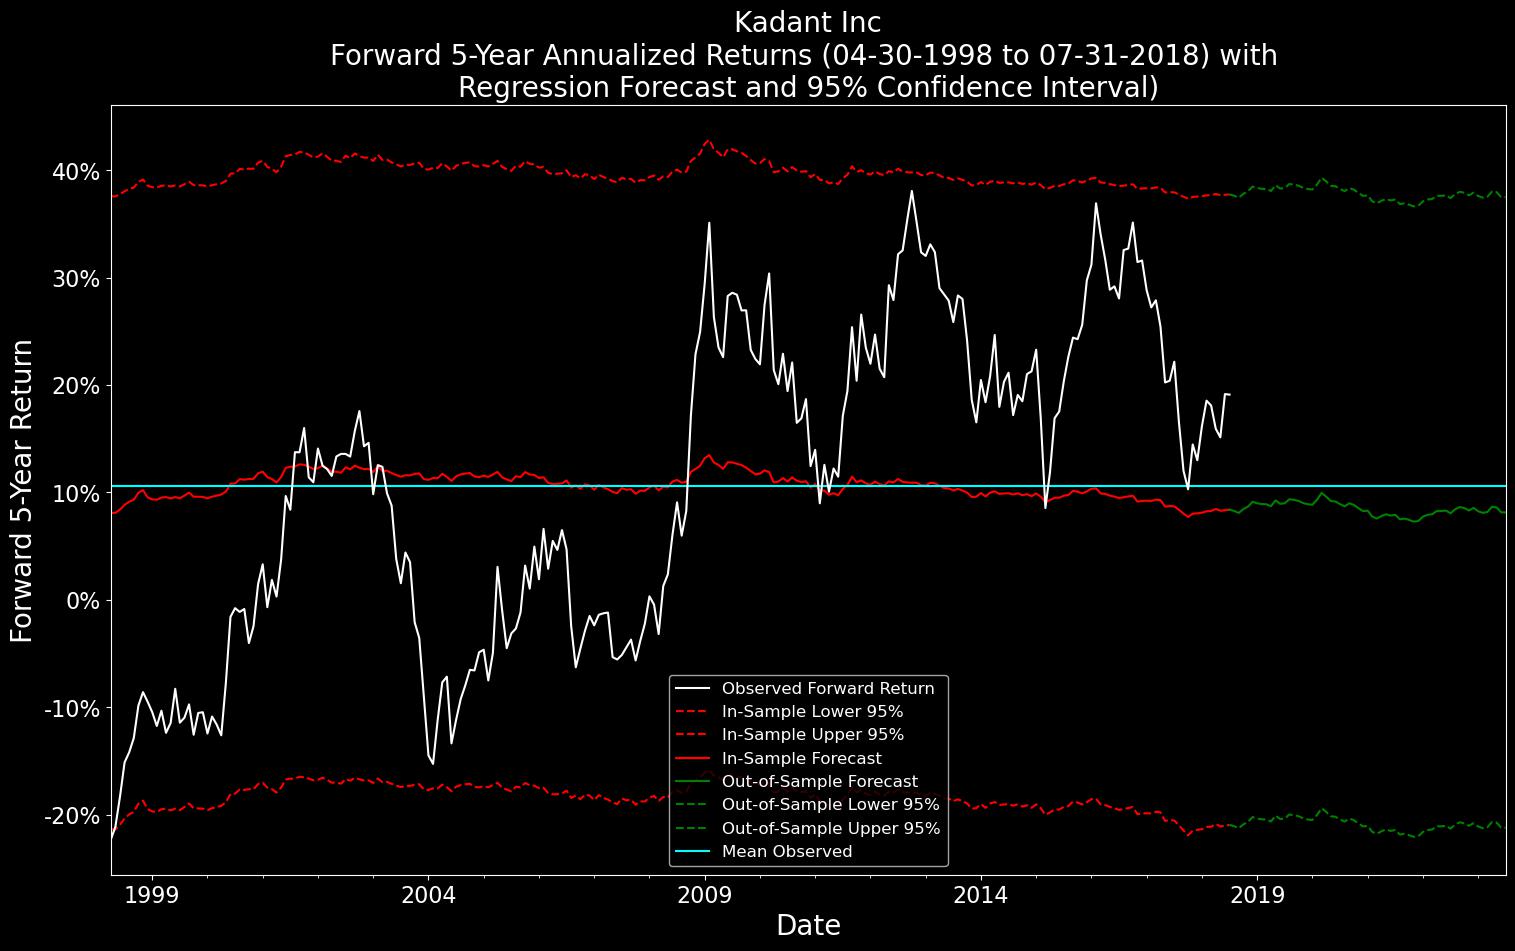 Kadant Inc
Forward 5-Year Annualized Returns (04-30-1998 to 07-31-2018) with
Regression Forecast and 95% Confidence Interval)
Forward 5-Year Return
40%
30%
20%
10%
0%
-10%
-20%
Observed Forward Return
In-Sample Lower 95%
In-Sample Upper 95%
In-Sample Forecast
Out-of-Sample Forecast
Out-of-Sample Lower 95%
Out-of-Sample Upper 95%
Mean Observed
1999
2004
2009
2014
2019
Date